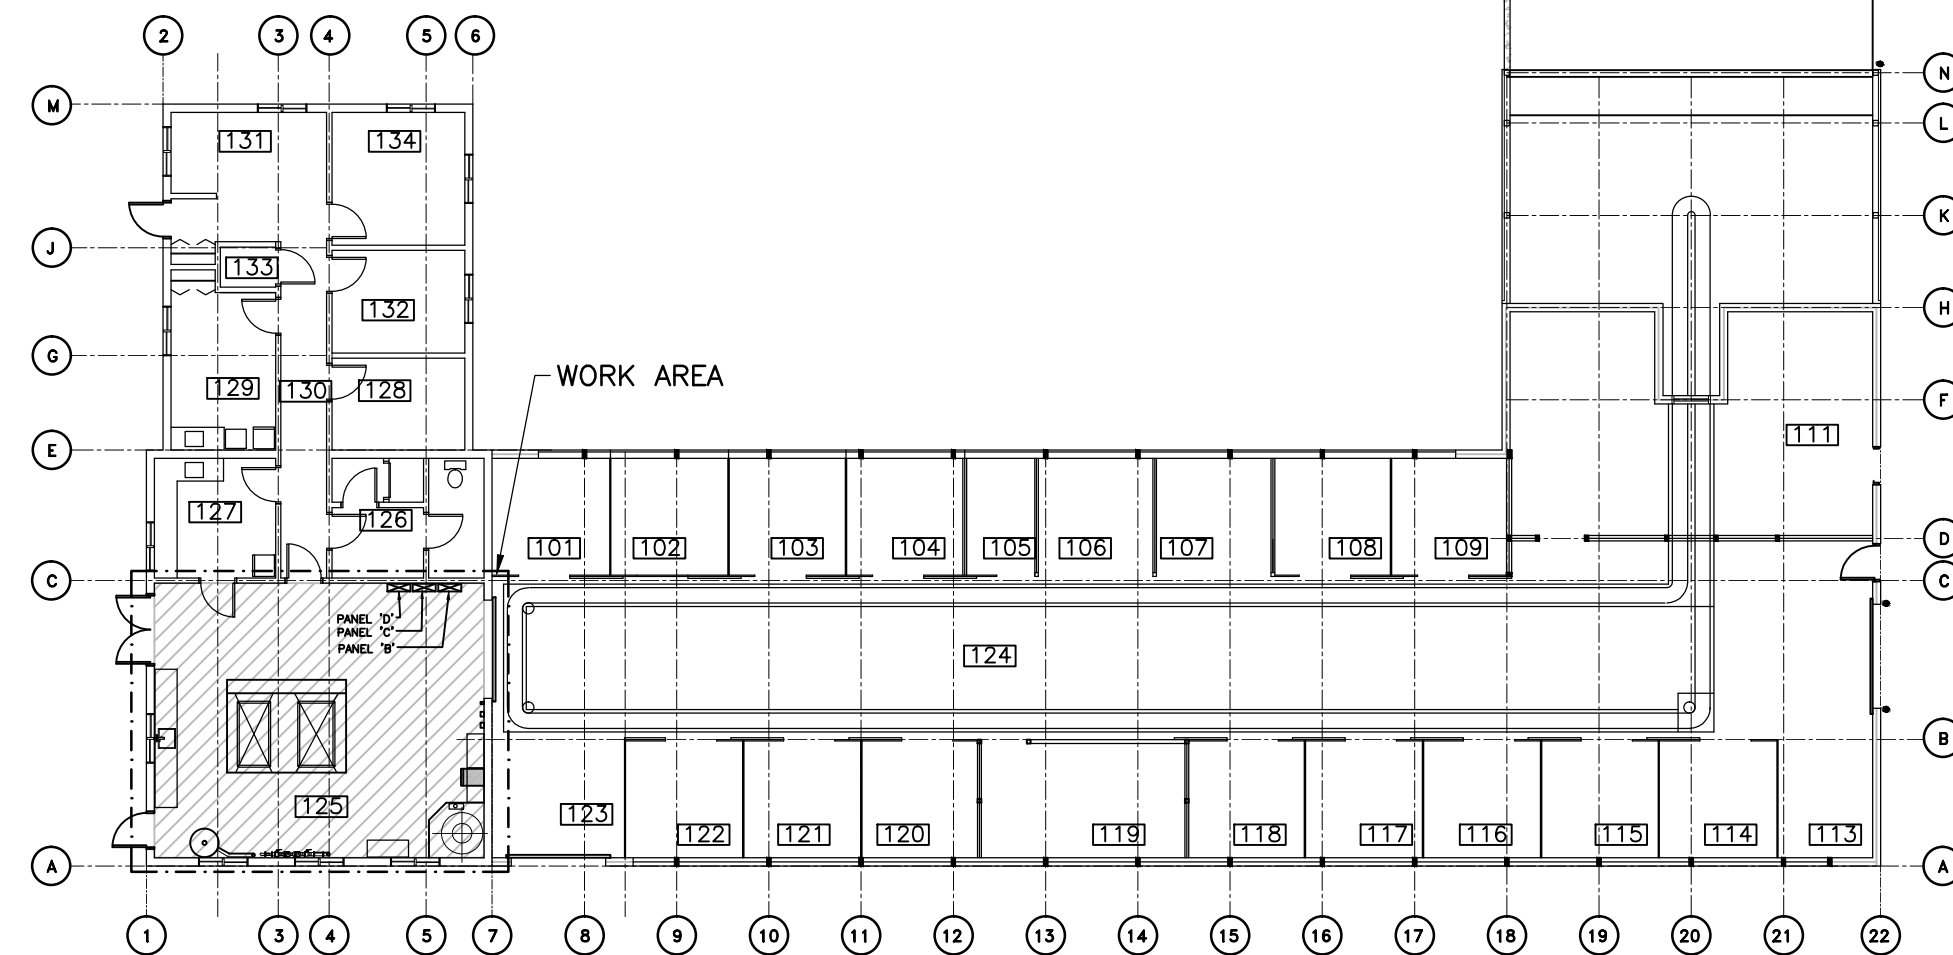 2 3 4 5 6
N
M
L
131 134
K
J
133
132
H
G
WORK AREA
129 130 128
F
111
E
127 126
101 102 103 104 105 106 107 108 109
D
C C
PANEL 'D'
PANEL 'C'
PANEL 'B'
124
B
125
123
122 121 120 119 118 117 116 115 114 113
A A
1 3 4 5 7 8 9 10 11 12 13 14 15 16 17 18 19 20 21 22